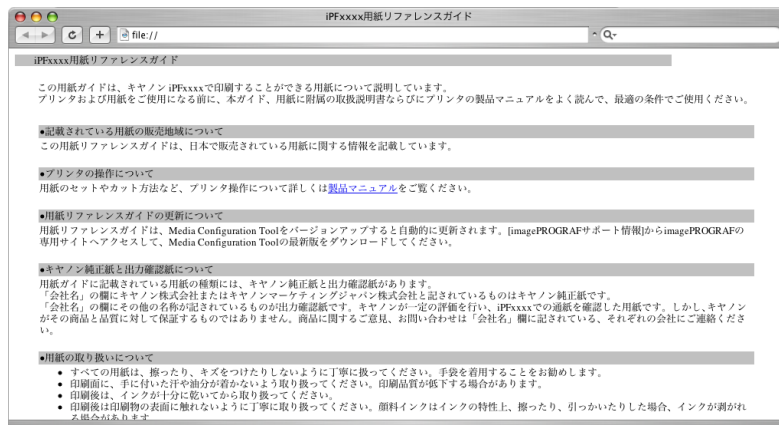 iPFxxxx用紙リファレンスガイド
file://
Q
iPFxxxx用紙リファレンスガイド
この用紙ガイドは、キヤノン iPFxxxxで印刷することができる用紙について説明しています。
プリンタおよび用紙をご使用になる前に、本ガイド、用紙に附属の取扱説明書ならびにプリンタの製品マニュアルをよく読んで、最適の条件でご使用ください。
●記載されている用紙の販売地域について
この用紙リファレンスガイドは、日本で販売されている用紙に関する情報を記載しています。
●プリンタの操作について
用紙のセットやカット方法など、プリンタ操作について詳しくは製品マニュアルをご覧ください。
●用紙リファレンスガイドの更新について
用紙リファレンスガイドは、Media Configuration Toolをバージョンアップすると自動的に更新されます。[imagePROGRAFサポート情報]からimagePROGRAFの
専用サイトへアクセスして、Media Configuration Toolの最新版をダウンロードしてください。
●キヤノン純正紙と出力確認紙について
用紙ガイドに記載されている用紙の種類には、キヤノン純正紙と出力確認紙があります。
「会社名」の欄にキヤノン株式会社またはキヤノンマーケティングジャパン株式会社と記されているものはキヤノン純正紙です。
「会社名」の欄にその他の名称が記されているものが出力確認紙です。キヤノンが一定の評価を行い、iPFxxxxでの通紙を確認した用紙です。しかし、キヤノン
がその商品と品質に対して保証するものではありません。商品に関するご意見、お問い合わせは「会社名」欄に記されている、それぞれの会社にご連絡くださ
い。
●用紙の取り扱いについて
● すべての用紙は、擦ったり、キズをつけたりしないように丁寧に扱ってください。手袋を着用することをお勧めします。
● 印刷面に、手に付いた汗や油分が着かないよう取り扱ってください。印刷品質が低下する場合があります。
● 印刷後は、インクが十分に乾いてから取り扱ってください。
● 印刷後は印刷物の表面に触れないように丁寧に取り扱ってください。顔料インクはインクの特性上、擦ったり、引っかいたりした場合、インクが剥がれ
る場合があります